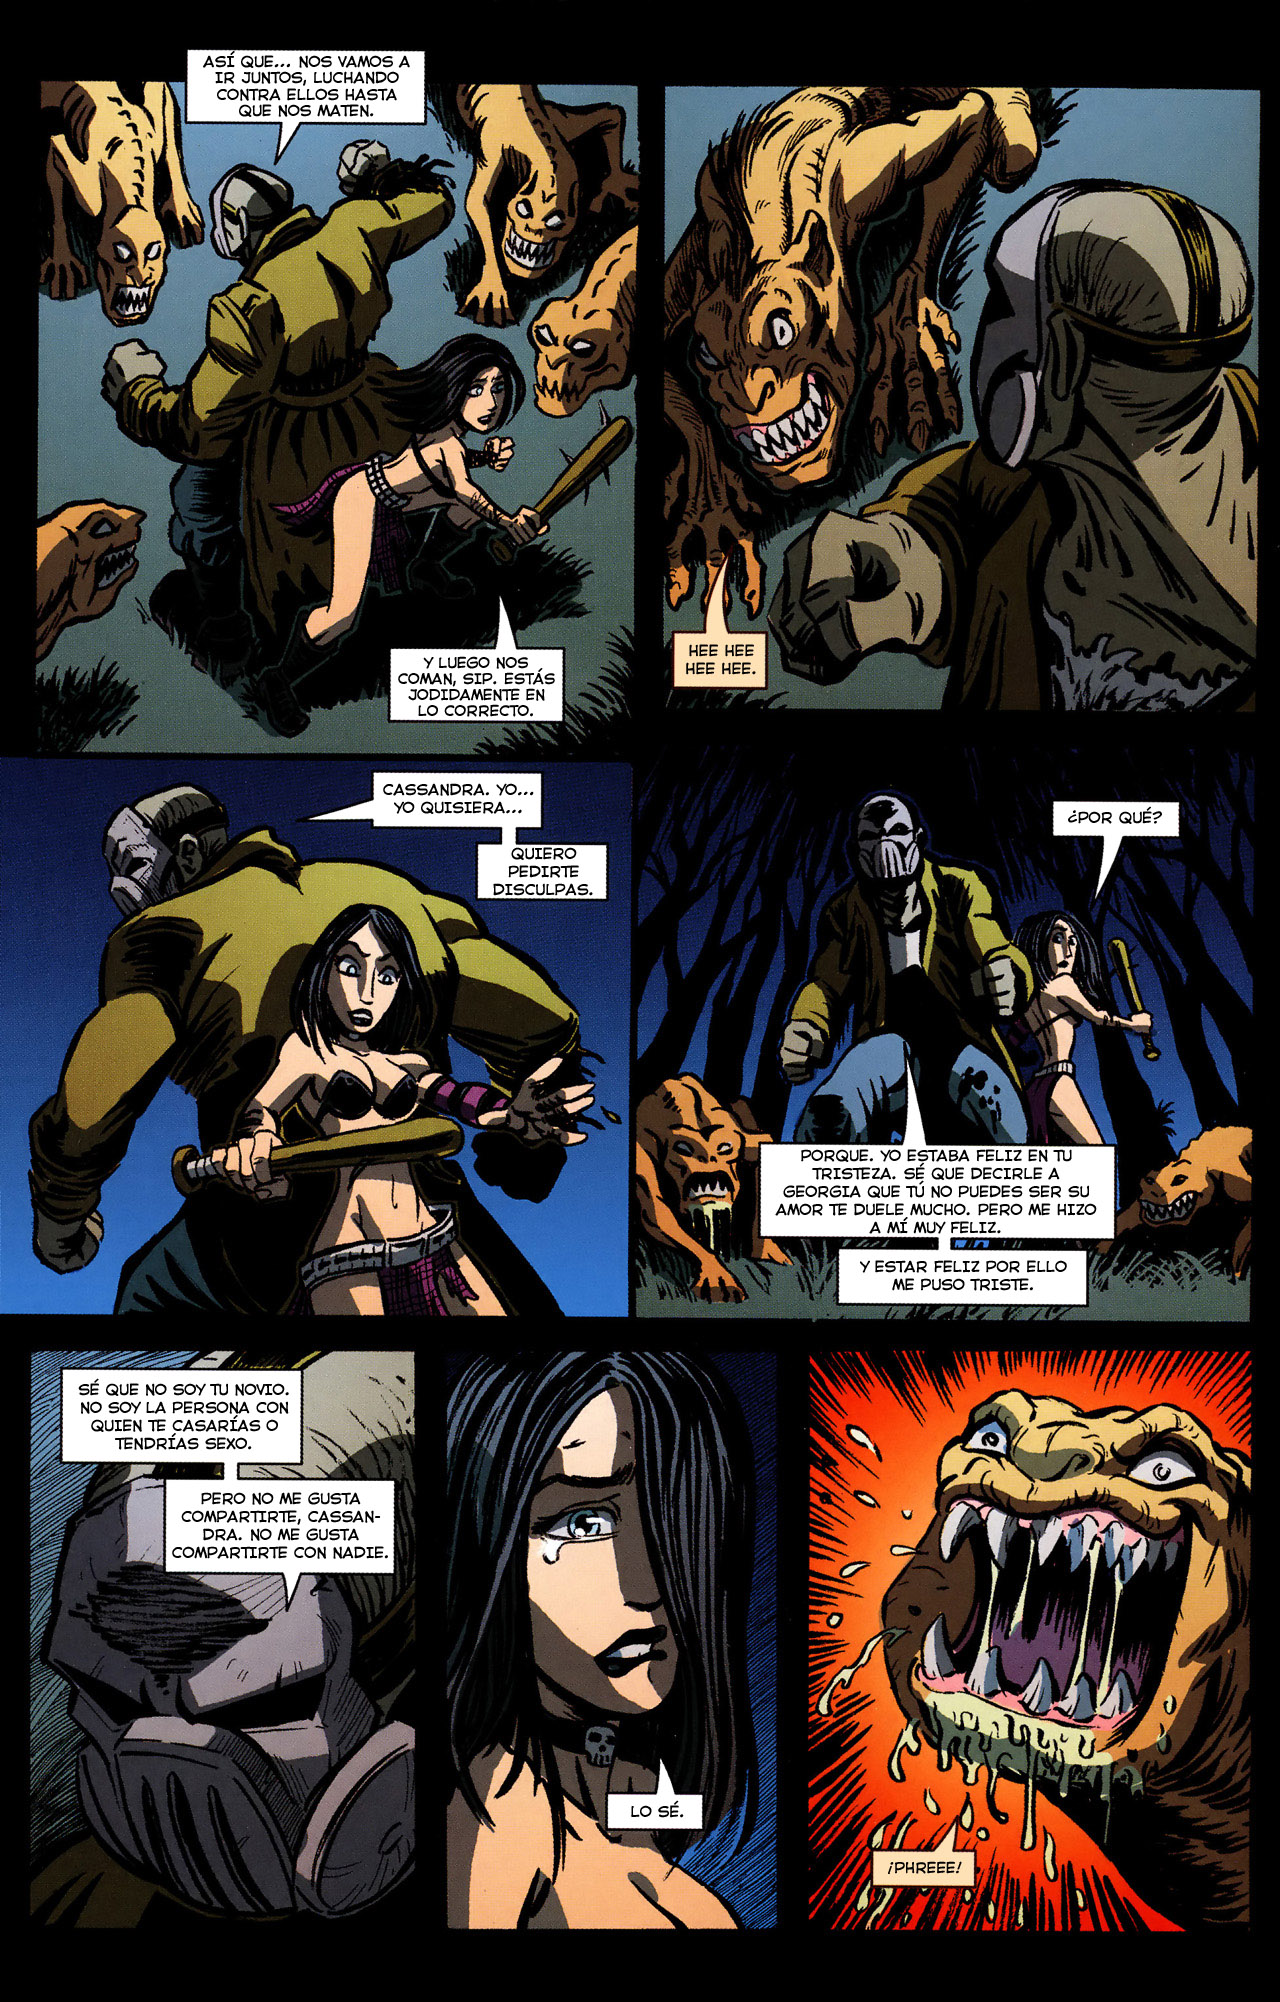 ASÍ QUE... NOS VAMOS A
IR JUNTOS, LUCHANDO
CONTRA ELLOS HASTA
QUE NOS MATEN.
Y LUEGO NOS
COMAN, SIP. ESTÁS
JODIDAMENTE EN
LO CORRECTO.
HEE HEE
HEE HEE.
CASSANDRA. YO...
YO QUISIERA...
QUIERO
PEDIRTE
DISCULPAS.
¿POR QUÉ?
PORQUE. YO ESTABA FELIZ EN TU
TRISTEZA. SÉ QUE DECIRLE A
GEORGIA QUE TÚ NO PUEDES SER SU
AMOR TE DUELE MUCHO. PERO ME HIZO
A MÍ MUY FELIZ.
Y ESTAR FELIZ POR ELLO
ME PUSO TRISTE.
SÉ QUE NO SOY TU NOVIO.
NO SOY LA PERSONA CON
QUIEN TE CASARÍAS O
TENDRÍAS SEXO.
PERO NO ME GUSTA
COMPARTIRTE, CASSAN-
DRA. NO ME GUSTA
COMPARTIRTE CON NADIE.
LO SÉ.
¡PHREEE!